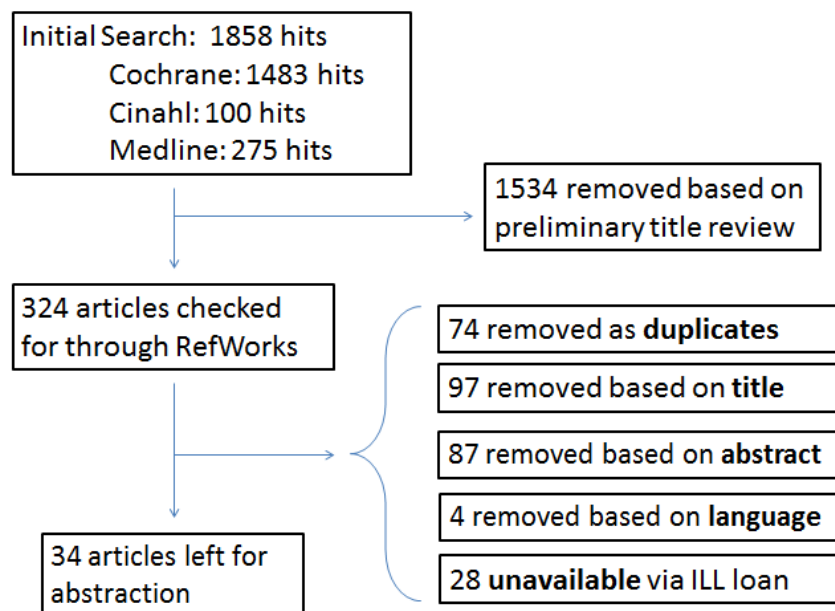 Initial Search: 1858 hits
Cochrane: 1483 hits
Cinahl: 100 hits
Medline: 275 hits
1534 removed based on
preliminary title review
324 articles checked
for through RefWorks
74 removed as duplicates
97 removed based on title
87 removed based on abstract
4 removed based on language
28 unavailable via ILL loan
34 articles left for
abstraction